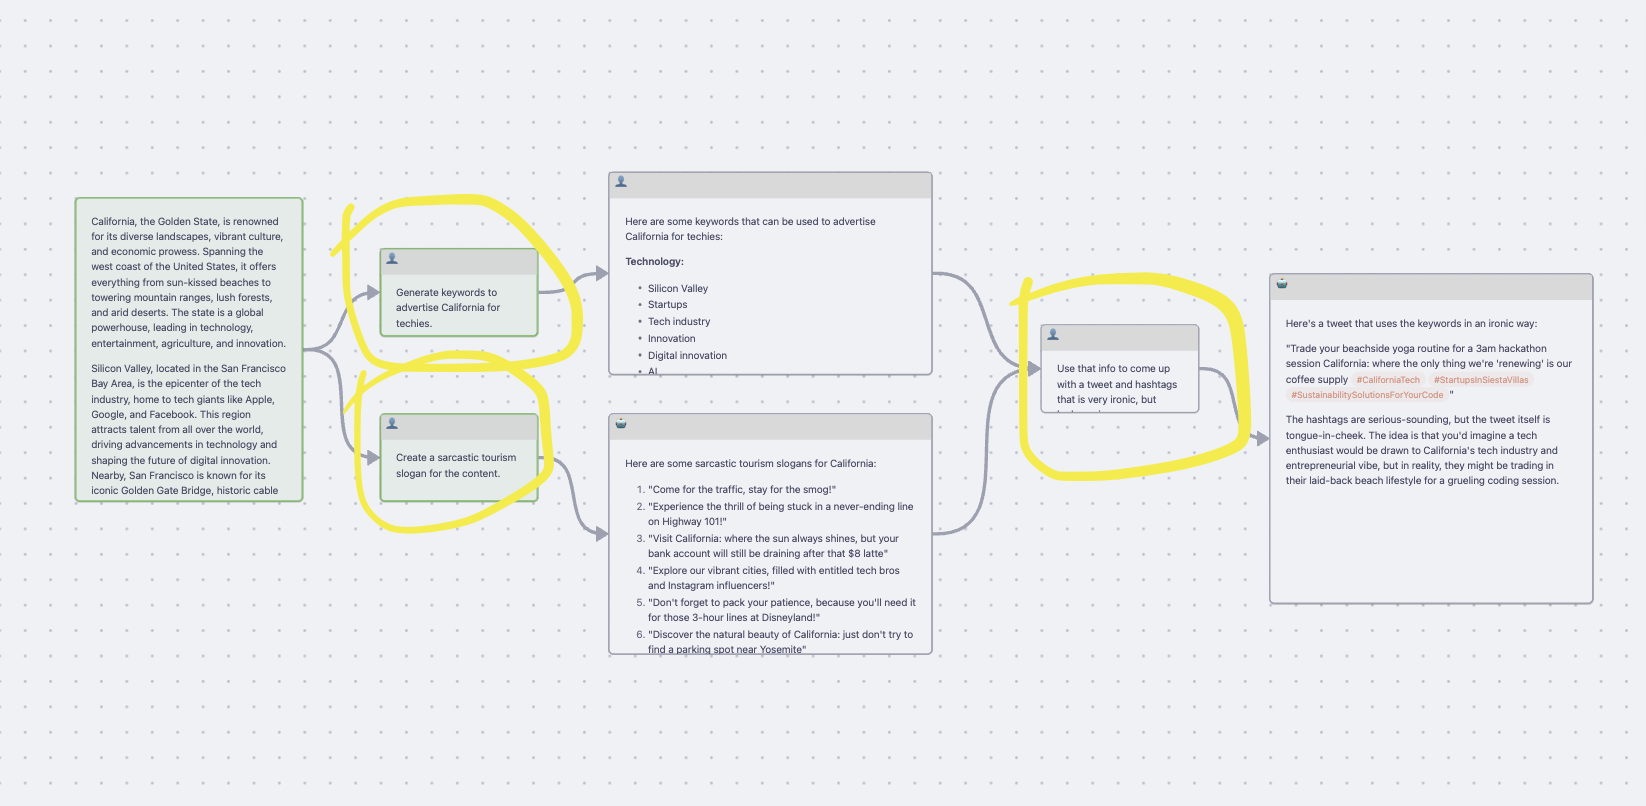 California, the Golden State, is renowned
for its diverse landscapes, vibrant culture,
and economic prowess. Spanning the
west coast of the United States, it offers
everything from sun-kissed beaches to
towering mountain ranges, lush forests,
and arid deserts. The state is a global
powerhouse, leading in technology,
entertainment, agriculture, and innovation.
Silicon Valley, located in the San Francisco
Bay Area, is the epicenter of the tech
industry, home to tech giants like Apple,
Google, and Facebook. This region
attracts talent from all over the world,
driving advancements in technology and
shaping the future of digital innovation.
Nearby, San Francisco is known for its
iconic Golden Gate Bridge, historic cable
Generate keywords to
advertise California for
techies.
Create a sarcastic tourism
slogan for the content.
Here are some keywords that can be used to advertise
California for techies:
Technology:
• Silicon Valley
• Startups
• Tech industry
• Innovation
• Digital innovation
• AI
Here are some sarcastic tourism slogans for California:
1. "Come for the traffic, stay for the smog!"
2. "Experience the thrill of being stuck in a never-ending line
on Highway 101!"
3. "Visit California: where the sun always shines, but your
bank account will still be draining after that $8 latte"
4. "Explore our vibrant cities, filled with entitled tech bros
and Instagram influencers!"
5. "Don't forget to pack your patience, because you'll need it
for those 3-hour lines at Disneyland!"
6. "Discover the natural beauty of California: just don't try to
find a parking spot near Yosemite"
Use that info to come up
with a tweet and hashtags
that is very ironic, but
Here's a tweet that uses the keywords in an ironic way:
"Trade your beachside yoga routine for a 3am hackathon
session California: where the only thing we're 'renewing' is our
coffee supply #CaliforniaTech #StartupsInSiestaVillas
#SustainabilitySolutionsForYourCode "
The hashtags are serious-sounding, but the tweet itself is
tongue-in-cheek. The idea is that you'd imagine a tech
enthusiast would be drawn to California's tech industry and
entrepreneurial vibe, but in reality, they might be trading in
their laid-back beach lifestyle for a grueling coding session.